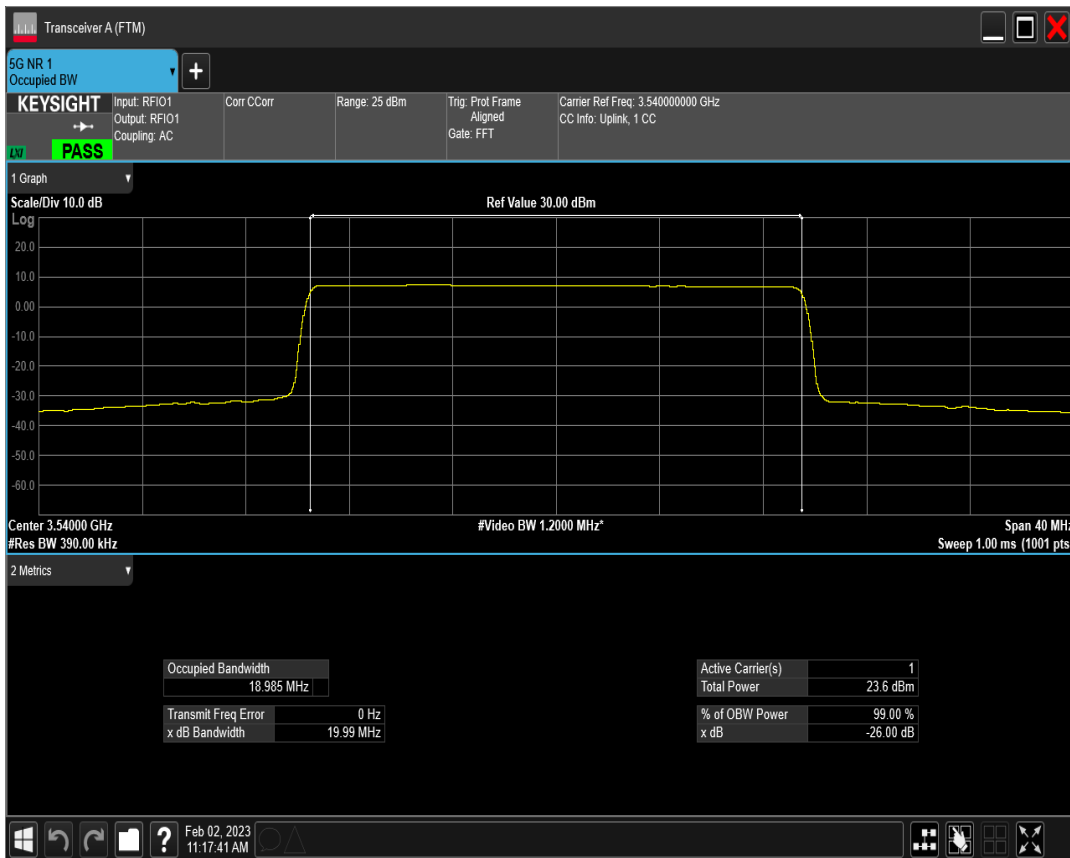 Transceiver A (FTM)
5G NR 1
Occupied BW
+
KEYSIGHT
LXI
PASS
Input: RFIO1
Output: RFIO1
Coupling: AC
Corr CCorr
Range: 25 dBm
Trig: Prot Frame
Aligned
Gate: FFT
Carrier Ref Freq: 3.540000000 GHz
CC Info: Uplink, 1 CC
1 Graph
Scale/Div 10.0 dB
Ref Value 30.00 dBm
Log
20.0
10.0
0.00
-10.0
-20.0
-30.0
-40.0
-50.0
-60.0
Center 3.54000 GHz
#Video BW 1.2000 MHz*
Span 40 MHz
#Res BW 390.00 kHz
Sweep 1.00 ms (1001 pts
2 Metrics
Occupied Bandwidth
18.985 MHz
Transmit Freq Error 0 Hz
x dB Bandwidth 19.99 MHz
Active Carrier(s) 1
Total Power 23.6 dBm
% of OBW Power 99.00 %
x dB -26.00 dB
?
Feb 02, 2023
11:17:41 AM